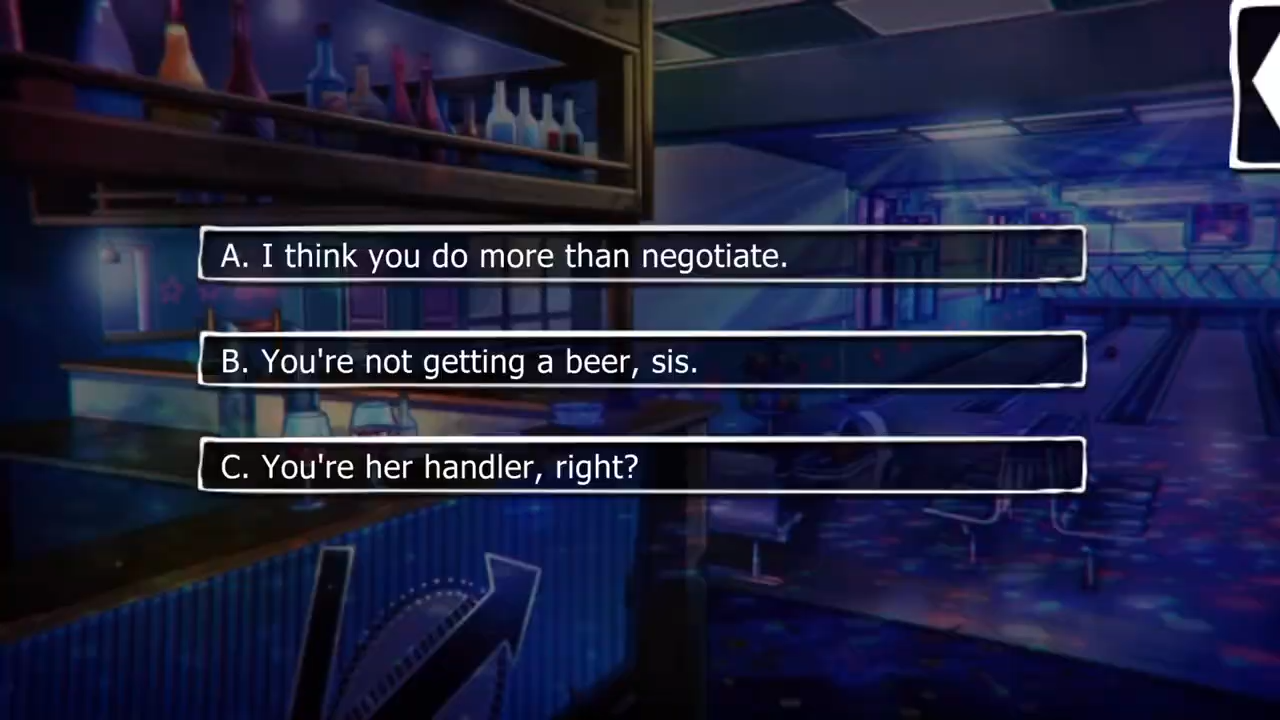 A. I think you do more than negotiate.
B. You're not getting a beer, sis.
C. You're her handler, right?